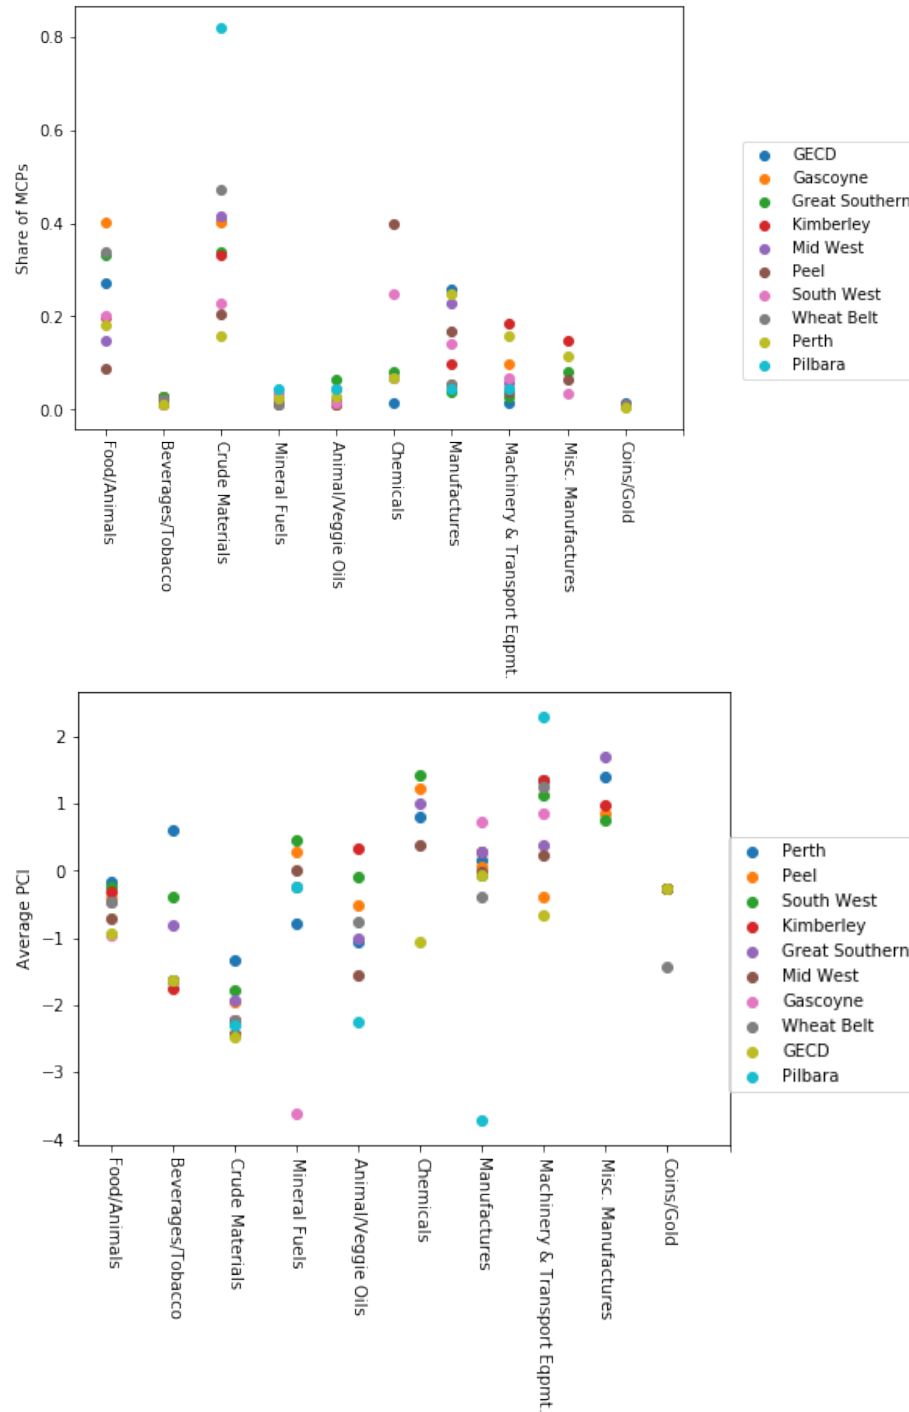 0.8
0.6
0.4
0.2
0.0
Share of MCPs
Food/Animals
Beverages/Tobacco
Crude Materials
Mineral Fuels
Animal/Veggie Oils
Chemicals
Manufactures
Machinery & Transport Eqpmt.
Misc. Manufactures
Coins/Gold
GECD
Gascoyne
Great Southern
Kimberley
Mid West
Peel
South West
Wheat Belt
Perth
Pilbara
2
1
0
−1
−2
−3
−4
Average PCI
Food/Animals
Beverages/Tobacco
Crude Materials
Mineral Fuels
Animal/Veggie Oils
Chemicals
Manufactures
Machinery & Transport Eqpmt.
Misc. Manufactures
Coins/Gold
Perth
Peel
South West
Kimberley
Great Southern
Mid West
Gascoyne
Wheat Belt
GECD
Pilbara